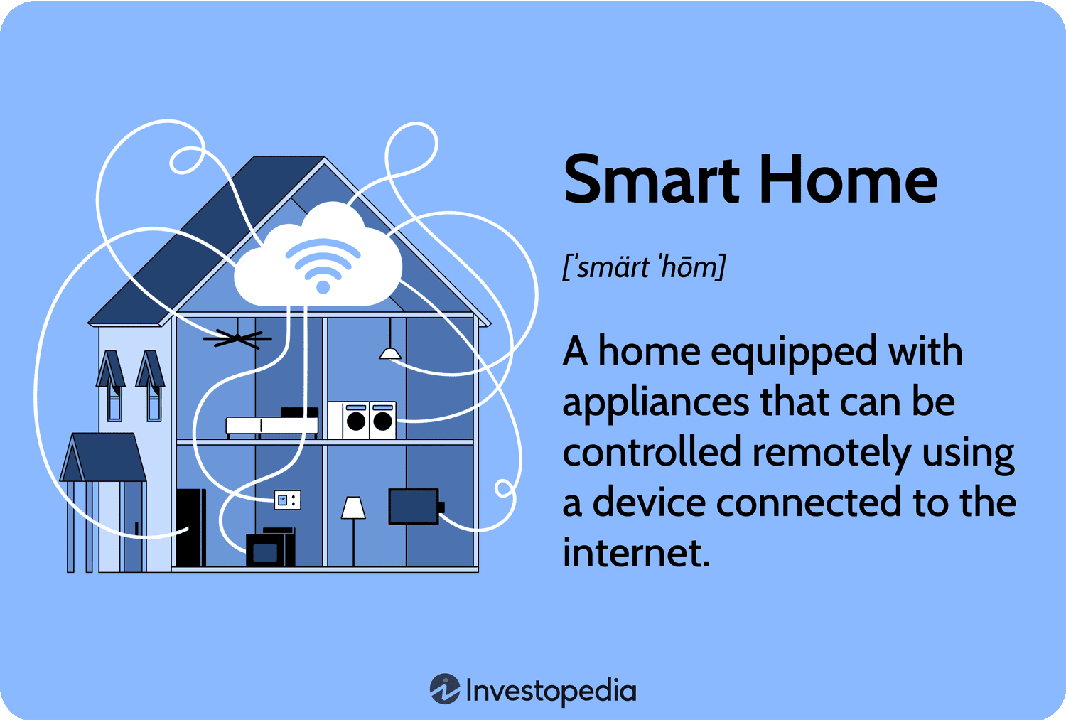 Smart Home
[ˈsmärt ˈhōm]
A home equipped with
appliances that can be
controlled remotely using
a device connected to the
internet.
Investopedia